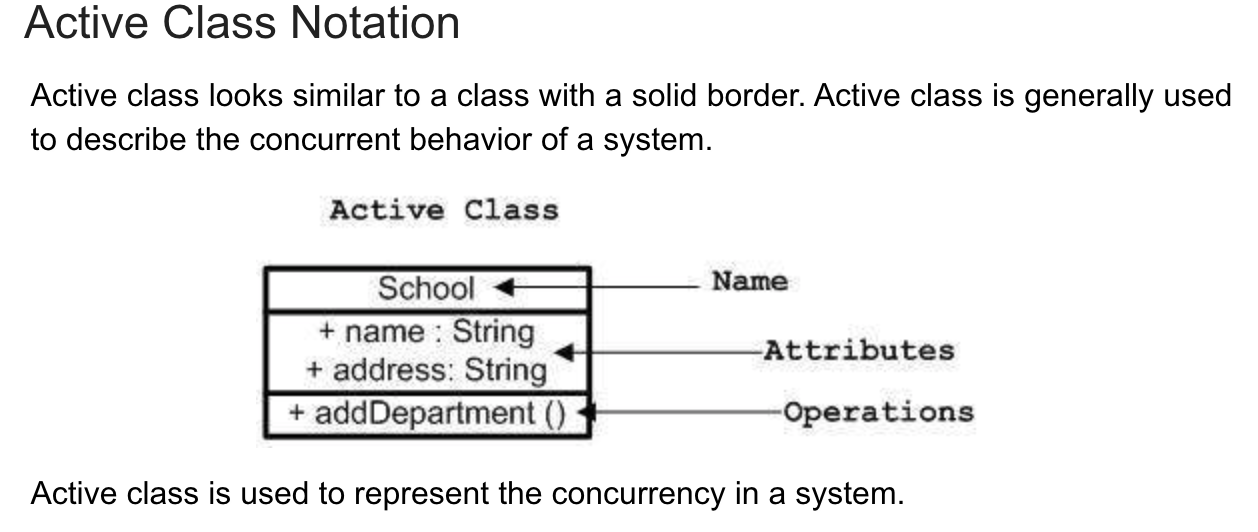 Active Class Notation
Active class looks similar to a class with a solid border. Active class is generally used
to describe the concurrent behavior of a system.
Active Class
School
Name
+ name : String
+ address: String
Attributes
+ addDepartment ()
Operations
Active class is used to represent the concurrency in a system.